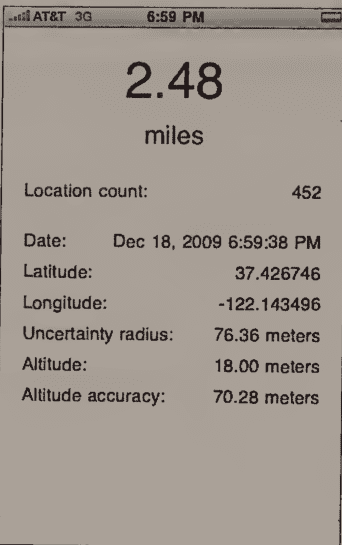 AT&T 3G 6:59 PM
2.48
miles
Location count: 452
Date: Dec 18, 2009 6:59:38 PM
Latitude: 37.426746
Longitude: -122.143496
Uncertainty radius: 76.36 meters
Altitude: 18.00 meters
Altitude accuracy: 70.28 meters